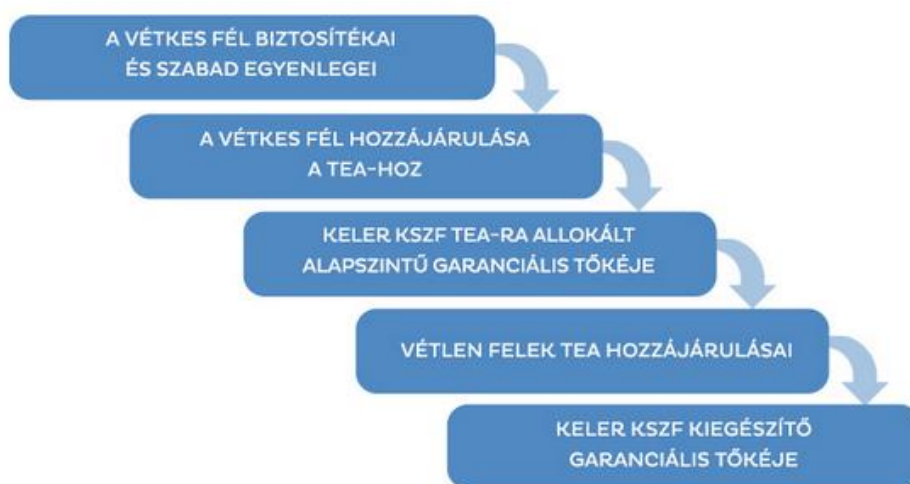 A VÉTKES FÉL BIZTOSÍTÉKAI
ÉS SZABAD EGYENLEGEI
A VÉTKES FÉL HOZZÁJÁRULÁSA
A TEA-HOZ
KELER KSZF TEA-RA ALLOKÁLT
ALAPSZINTŰ GARANCIÁLIS TŐKÉJE
VÉTLEN FELEK TEA HOZZÁJÁRULÁSAI
KELER KSZF KIEGÉSZÍTŐ
GARANCIÁLIS TŐKÉJE